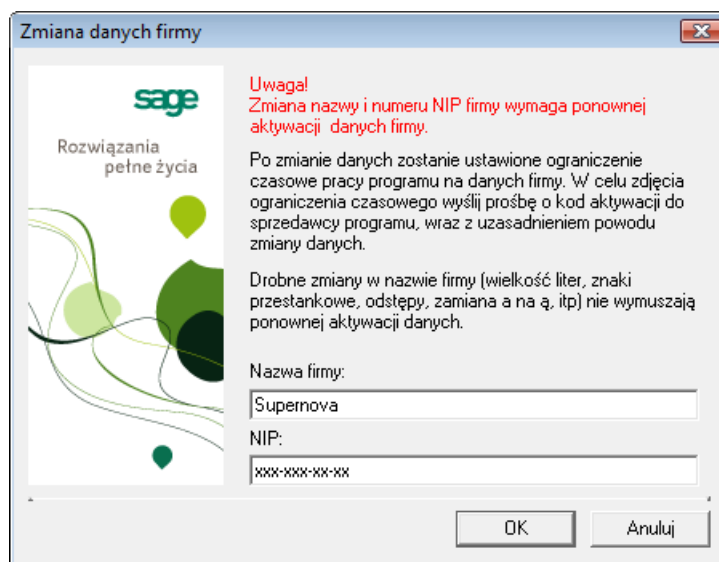 Zmiana danych firmy
sage
Rozwiązania
pełne życia
Uwaga!
Zmiana nazwy i numeru NIP firmy wymaga ponownej
aktywacji  danych firmy.
Po zmianie danych zostanie ustawione ograniczenie
czasowe pracy programu na danych firmy. W celu zdjęcia
ograniczenia czasowego wyślij prośbę o kod aktywacji do
sprzedawcy programu, wraz z uzasadnieniem powodu
zmiany danych.
Drobne zmiany w nazwie firmy (wielkość liter, znaki
przestankowe, odstępy, zamiana a na ą, itp) nie wymuszają
ponownej aktywacji danych.
Nazwa firmy:
Supernova
NIP:
xxx-xxx-xx-xx
OK
Anuluj